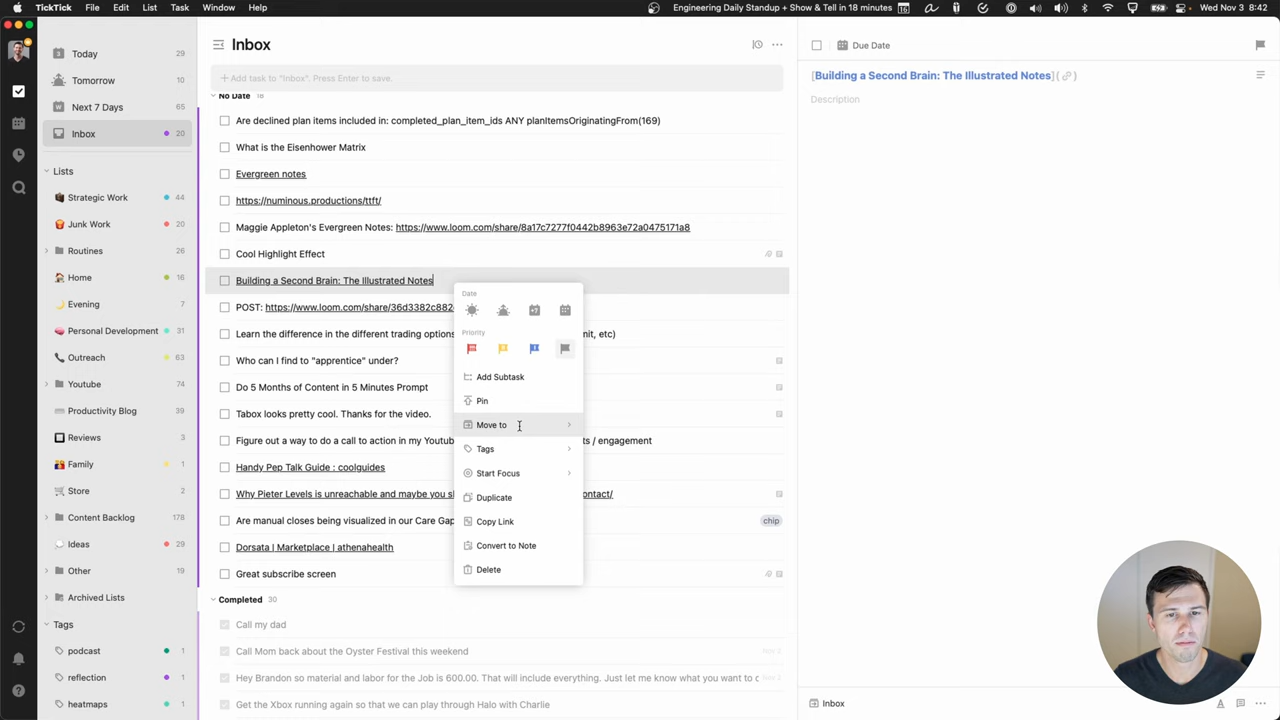 TickTick File Edit List Task Window Help
Engineering Daily Standup + Show & Tell in 18 minutes
Wed Nov 3 8:42
Today 29
Tomorrow 10
Next 7 Days 65
Inbox 20
Lists
Strategic Work 44
Junk Work 20
Routines 26
Home 16
Evening 4
Personal Development 31
Outreach 63
Youtube 74
Productivity Blog 39
Reviews 3
Family 1
Store 2
Content Backlog 178
Ideas 29
Other 19
Archived Lists
Tags
podcast 1
reflection 1
heatmaps 1
Inbox
+ Add task to "Inbox", Press Enter to save.
No Date 18
Are declined plan items included in: completed_plan_item_ids ANY planItemsOriginatingFrom(169)
What is the Eisenhower Matrix
Evergreen notes
https://numinous.productions/ttft/
Maggie Appleton's Evergreen Notes: https://www.loom.com/share/8a17c7277f0442b8963e72a0475171a8
Cool Highlight Effect
Building a Second Brain: The Illustrated Notes
POST: https://www.loom.com/share/36d3382c882
Learn the difference in the different trading options mit, etc)
Who can I find to "apprentice" under?
Do 5 Months of Content in 5 Minutes Prompt
Tabox looks pretty cool. Thanks for the video.
Figure out a way to do a call to action in my Youtub ts / engagement
Handy Pep Talk Guide : coolguides
Why Pieter Levels is unreachable and maybe you s ontact/
Are manual closes being visualized in our Care Gap chip
Dorsata | Marketplace | athenahealth
Great subscribe screen
Completed 30
Call my dad
Call Mom back about the Oyster Festival this weekend Nov 2
Hey Brandon so material and labor for the Job is 600.00. That will include everything. Just let me know what you want to c Nov 2
Get the Xbox running again so that we can play through Halo with Charlie
Date
Priority
Add Subtask
Pin
Move to
Tags
Start Focus
Duplicate
Copy Link
Convert to Note
Delete
Due Date
[Building a Second Brain: The Illustrated Notes]( )
Description
Inbox